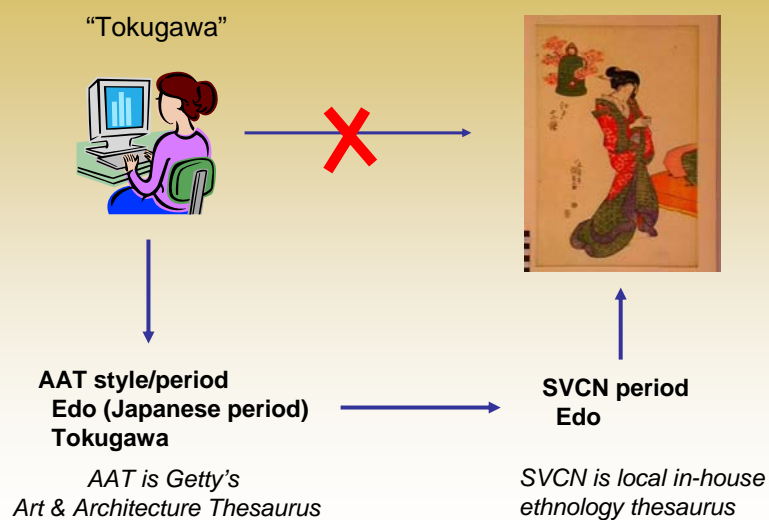 “Tokugawa”
AAT style/period
Edo (Japanese period)
Tokugawa
AAT is Getty’s
Art & Architecture Thesaurus
SVCN period
Edo
SVCN is local in-house
ethnology thesaurus